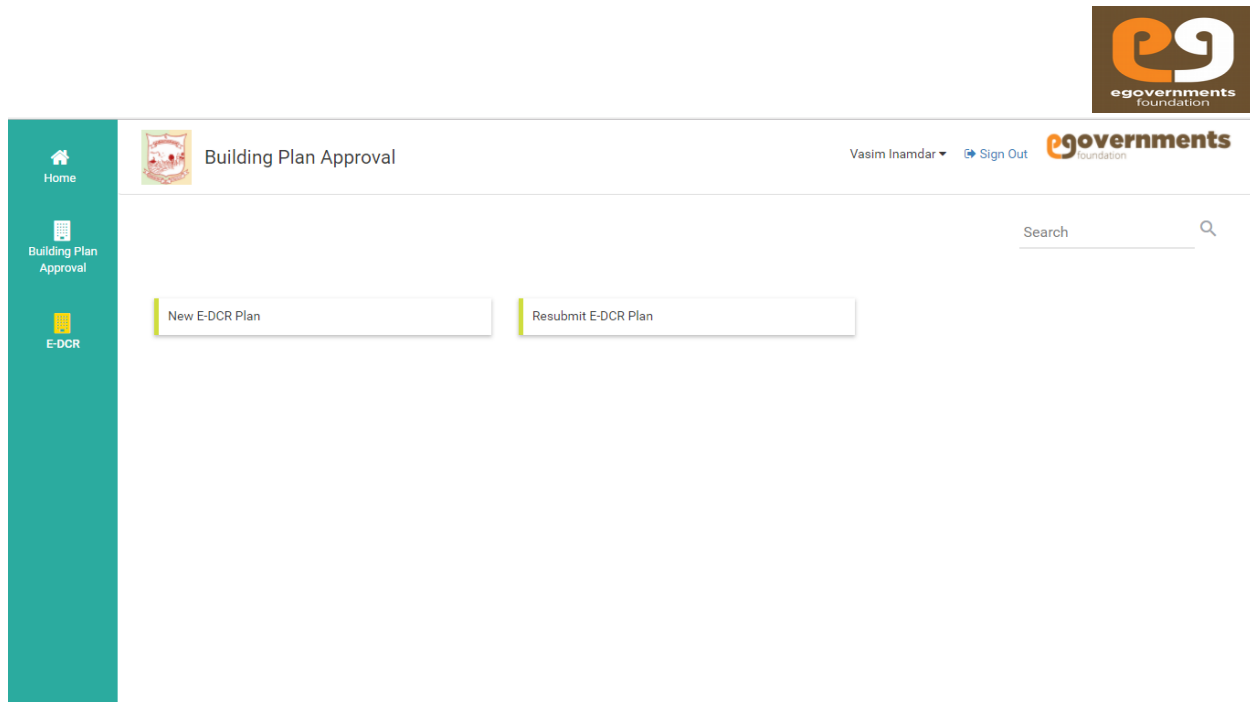 egovernments
foundation
Home
Building Plan Approval
Vasim Inamdar
Sign Out
egovernments
foundation
Search
Building Plan
Approval
New E-DCR Plan
Resubmit E-DCR Plan
E-DCR